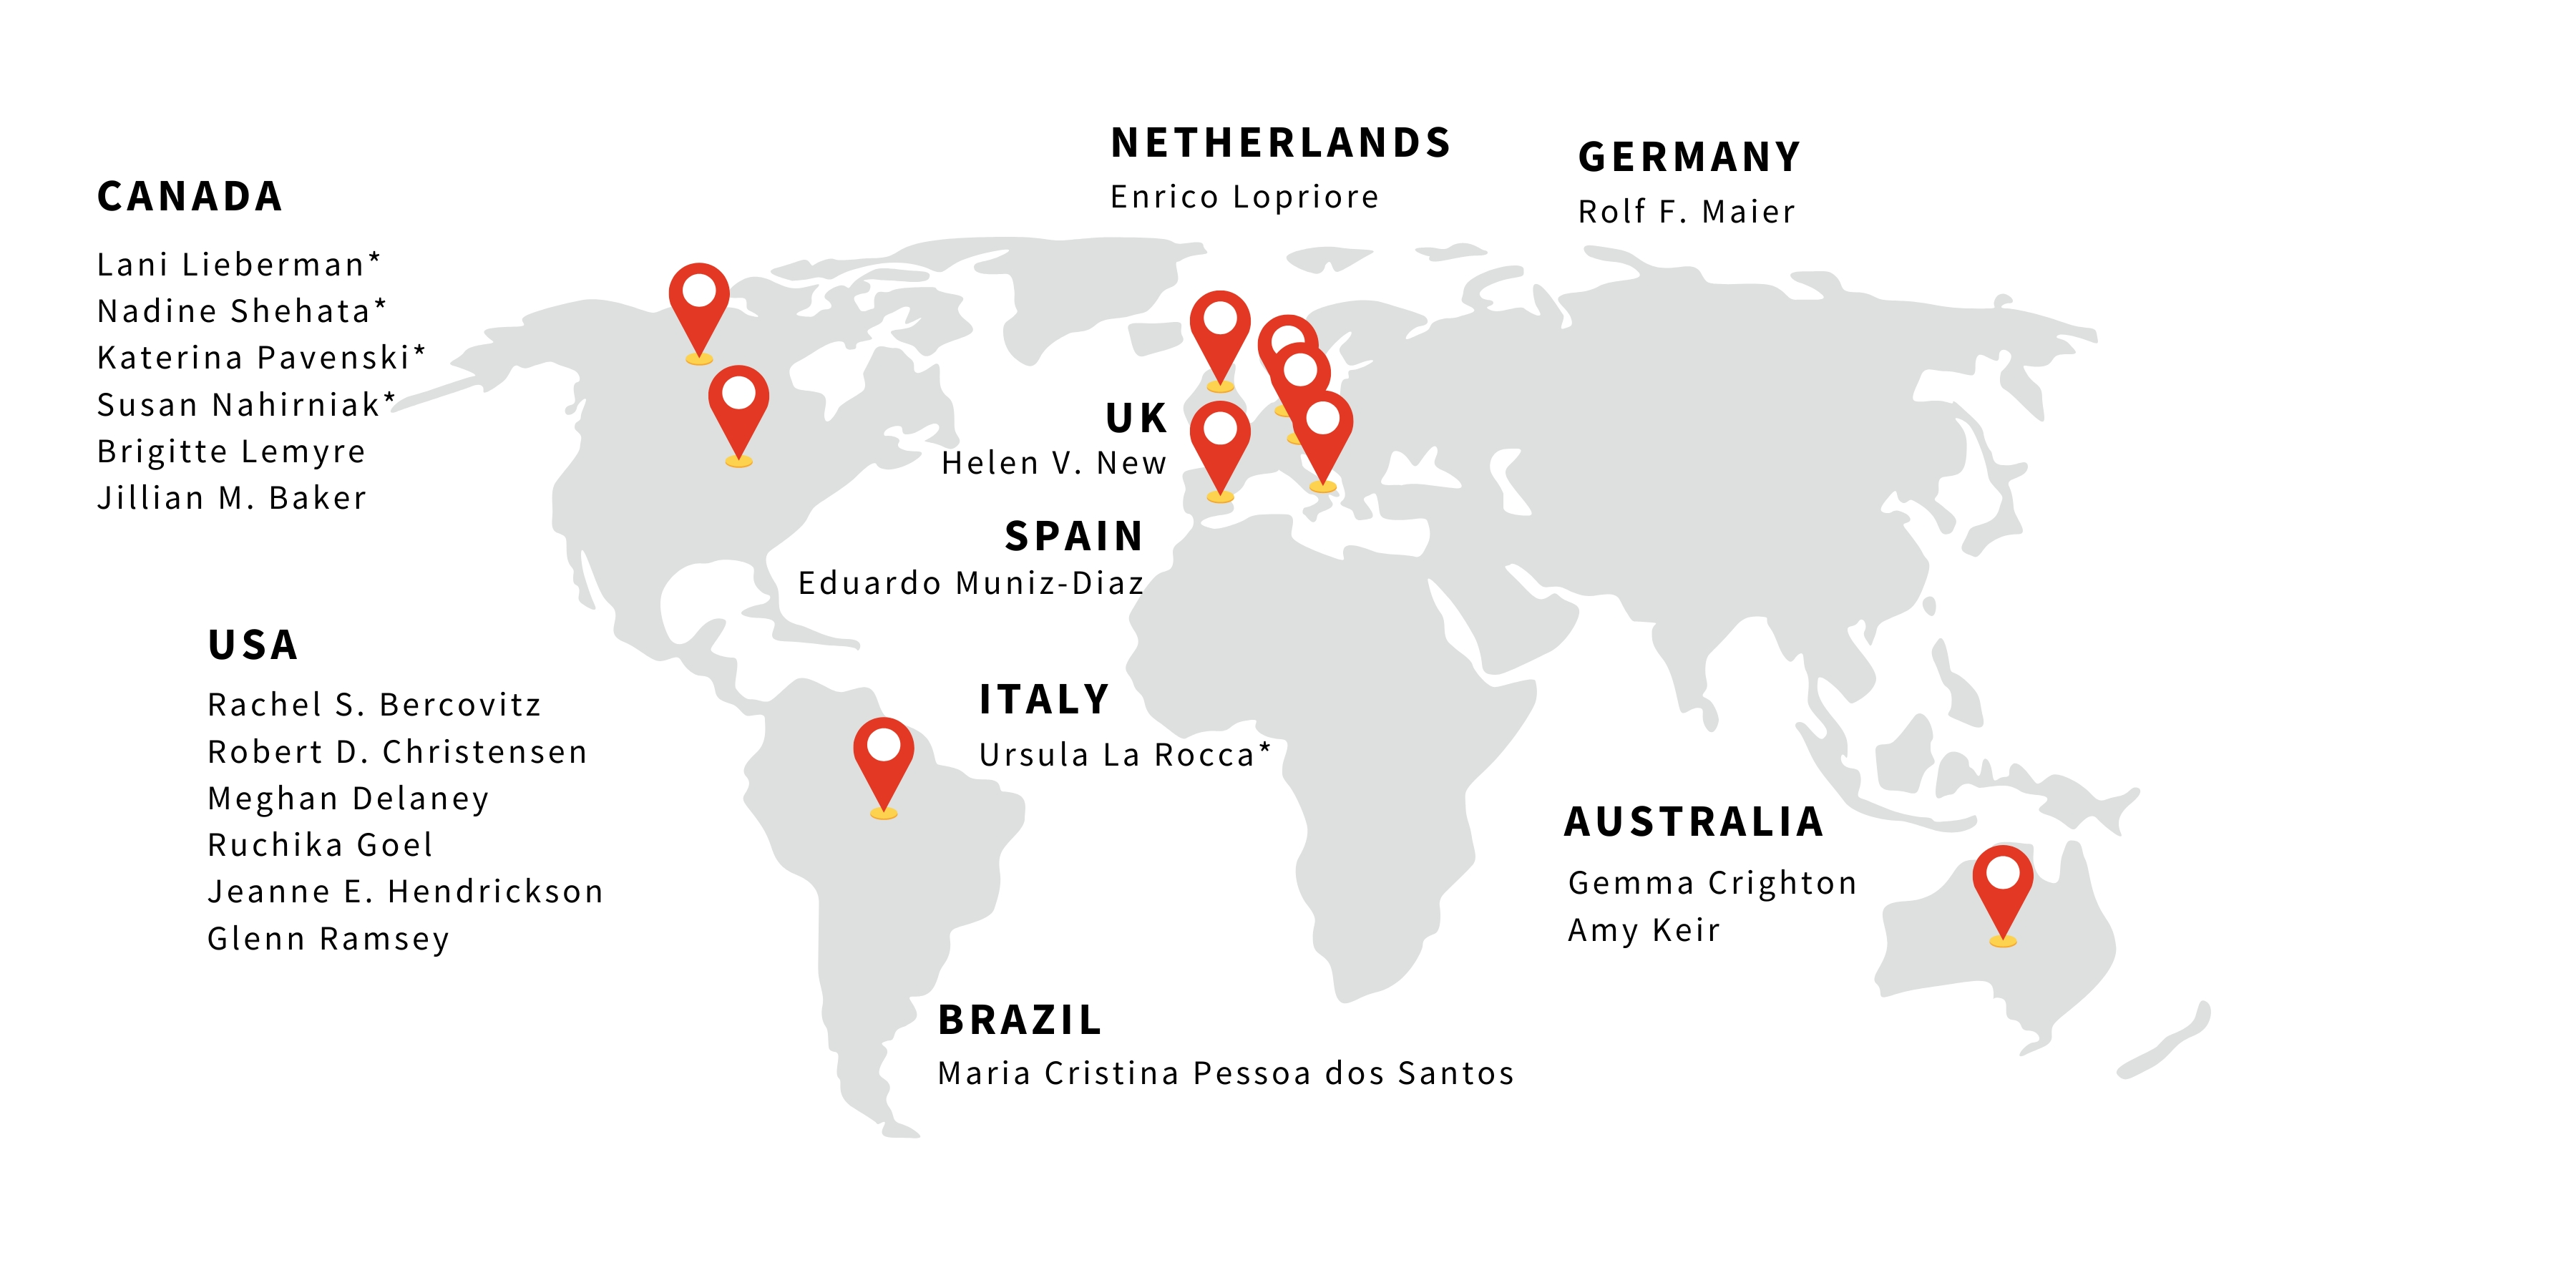 NETHERLANDS
Enrico Lopriore
GERMANY
Rolf F. Maier
CANADA
Lani Lieberman*
Nadine Shehata*
Katerina Pavenski*
Susan Nahirniak*
Brigitte Lemyre
Jillian M. Baker
UK
Helen V. New
SPAIN
Eduardo Muniz-Diaz
USA
Rachel S. Bercovitz
Robert D. Christensen
Meghan Delaney
Ruchika Goel
Jeanne E. Hendrickson
Glenn Ramsey
ITALY
Ursula La Rocca*
AUSTRALIA
Gemma Crighton
Amy Keir
BRAZIL
Maria Cristina Pessoa dos Santos